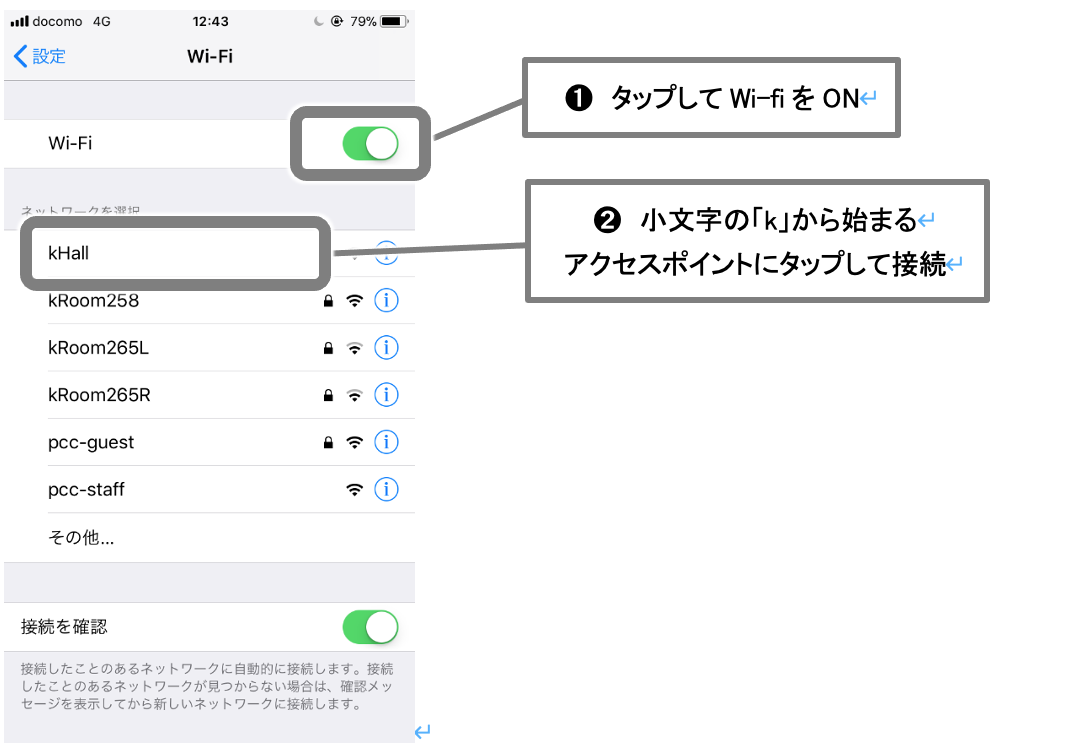 docomo 4G 12:43 79%
設定 Wi-Fi
❶ タップして Wi-fi を ON
Wi-Fi
ネットワークを選択
❷ 小文字の「k」から始まる
アクセスポイントにタップして接続
kHall
kRoom258
kRoom265L
kRoom265R
pcc-guest
pcc-staff
その他...
接続を確認
接続したことのあるネットワークに自動的に接続します。接続
したことのあるネットワークが見つからない場合は、確認メッ
セージを表示してから新しいネットワークに接続します。